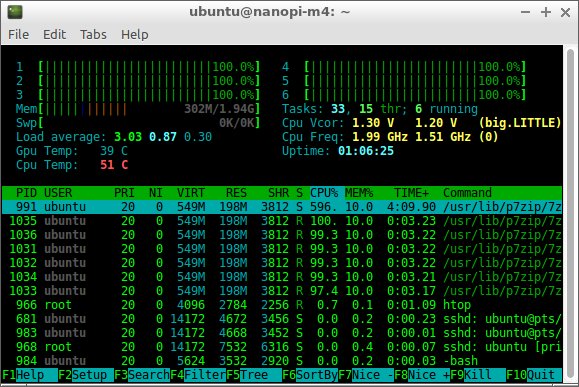 ubuntu@nanopi-m4: ~
File Edit Tabs Help
1 [||||||||||||||||||||||||100.0%] 4 [||||||||||||||||||||||||100.0%]
2 [||||||||||||||||||||||||100.0%] 5 [||||||||||||||||||||||||100.0%]
3 [||||||||||||||||||||||||100.0%] 6 [||||||||||||||||||||||||100.0%]
Mem[|||||||||||| 302M/1.94G] Tasks: 33, 15 thr; 6 running
Swp[ 0K/0K] Cpu Vcor: 1.30 V 1.20 V (big.LITTLE)
Load average: 3.03 0.87 0.30 Cpu Freq: 1.99 GHz 1.51 GHz (0)
Gpu Temp: 39 C Uptime: 01:06:25
Cpu Temp: 51 C
PID USER PRI NI VIRT RES SHR S CPU% MEM% TIME+ Command
991 ubuntu 20 0 549M 198M 3812 S 596. 10.0 4:09.90 /usr/lib/p7zip/7z
1035 ubuntu 20 0 549M 198M 3812 R 100. 10.0 0:03.23 /usr/lib/p7zip/7z
1036 ubuntu 20 0 549M 198M 3812 R 99.3 10.0 0:03.22 /usr/lib/p7zip/7z
1031 ubuntu 20 0 549M 198M 3812 R 99.3 10.0 0:03.23 /usr/lib/p7zip/7z
1032 ubuntu 20 0 549M 198M 3812 R 99.3 10.0 0:03.22 /usr/lib/p7zip/7z
1034 ubuntu 20 0 549M 198M 3812 R 99.3 10.0 0:03.21 /usr/lib/p7zip/7z
1033 ubuntu 20 0 549M 198M 3812 R 97.4 10.0 0:03.17 /usr/lib/p7zip/7z
966 root 20 0 4096 2784 2256 R 0.7 0.1 0:01.09 htop
681 ubuntu 20 0 14172 4672 3456 S 0.0 0.2 0:00.23 sshd: ubuntu@pts/
983 ubuntu 20 0 14172 4668 3452 S 0.0 0.2 0:00.01 sshd: ubuntu@pts/
968 root 20 0 14172 7532 6316 S 0.0 0.4 0:00.07 sshd: ubuntu [pri
984 ubuntu 20 0 5624 3532 2920 S 0.0 0.2 0:00.03 -bash
F1Help F2Setup F3SearchF4FilterF5Tree F6SortByF7Nice -F8Nice +F9Kill F10Quit